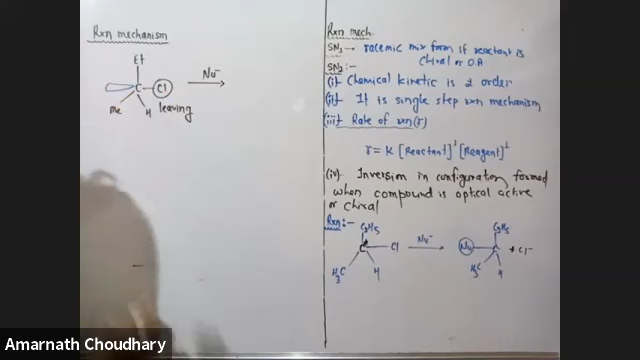 Rxn mechanism
Et
C
Cl
Nu⁻
Me
H
leaving
Rxn mech.
SN1 → racemic mix form if reactant is
chiral or O.A.
SN2 :-
(i) Chemical kinetic is 2 order
(ii) It is single step rxn mechanism
(iii) Rate of rxn (r)
r = K [Reactant]¹ [Reagent]¹
(iv) Inversion in configuration formed
when compound is optical active
or chiral
Rxn :-
C₂H₅
C
Cl
H₃C
H
Nu⁻
C₂H₅
Nu
C
H₃C
H
+ Cl⁻
Amarnath Choudhary